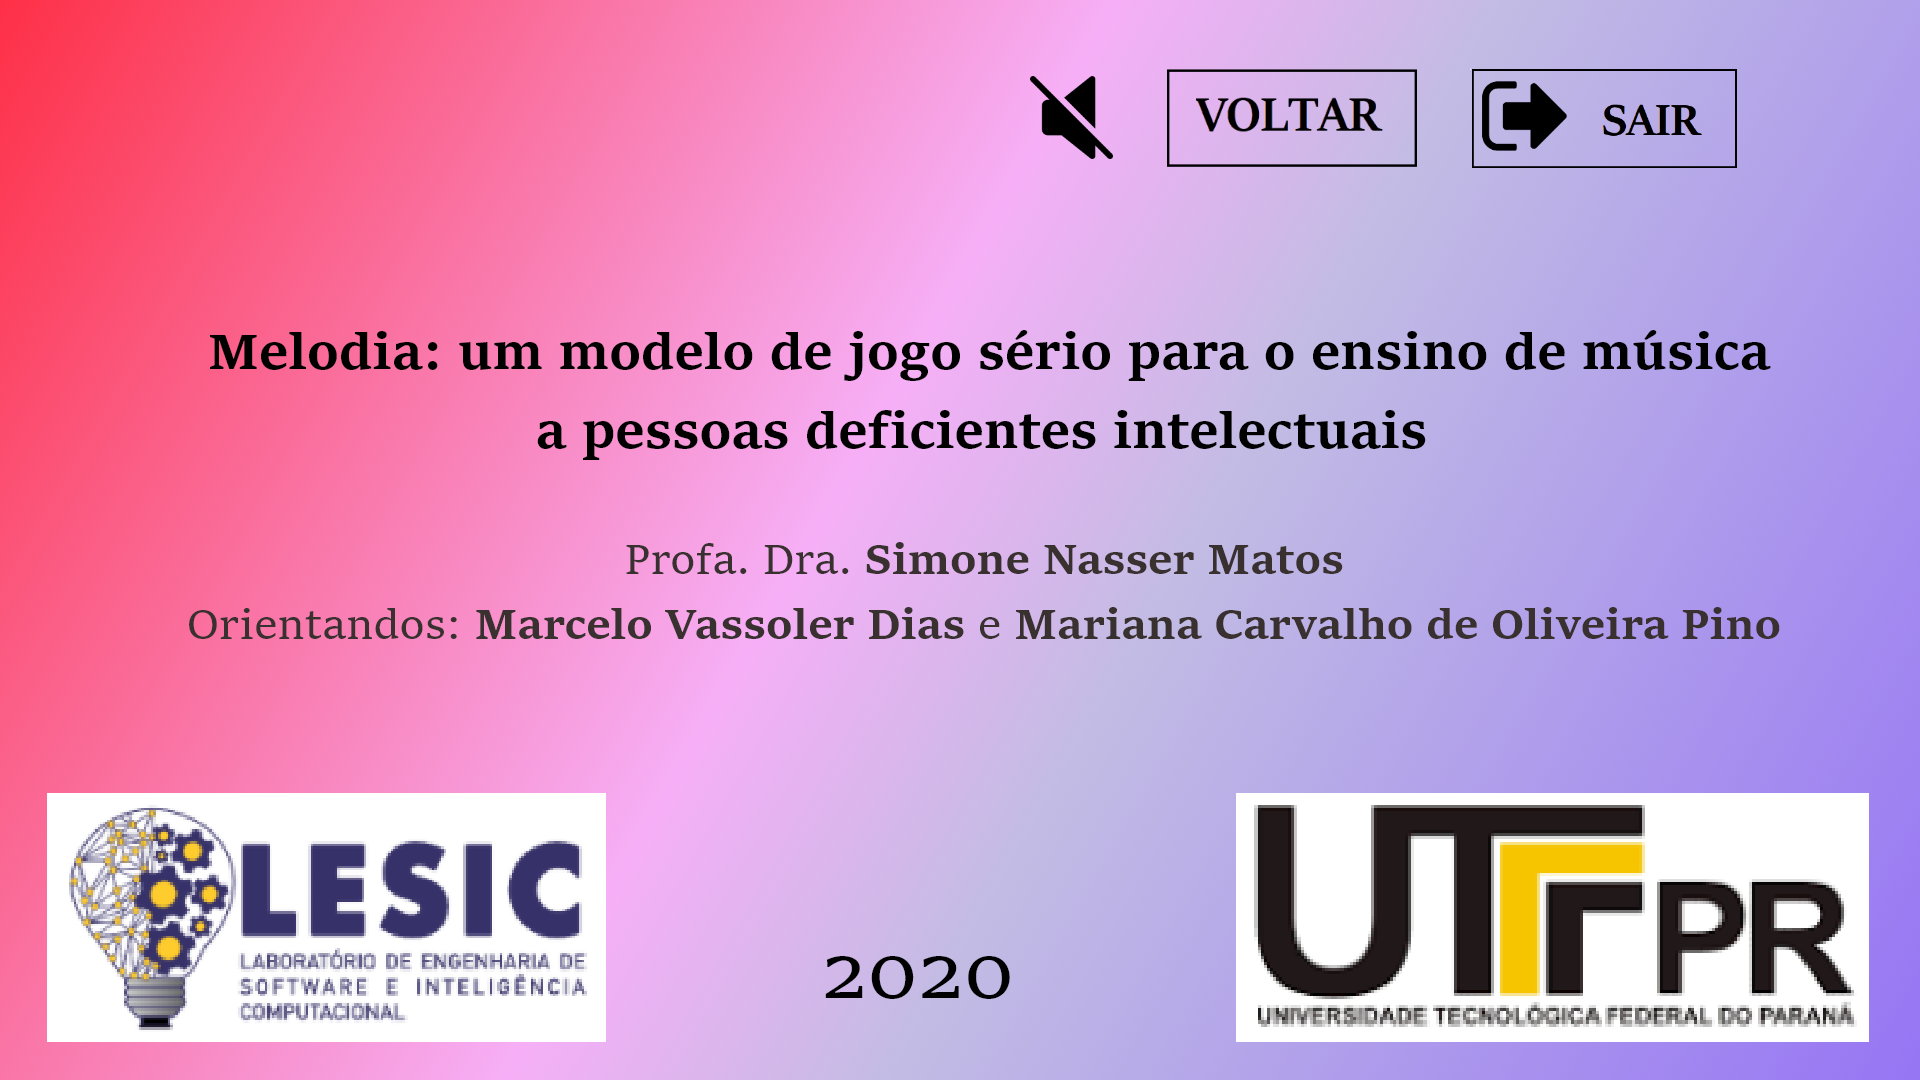 VOLTAR
SAIR
Melodia: um modelo de jogo sério para o ensino de música
a pessoas deficientes intelectuais
Profa. Dra. Simone Nasser Matos
Orientandos: Marcelo Vassoler Dias e Mariana Carvalho de Oliveira Pino
LESIC
LABORATÓRIO DE ENGENHARIA DE
SOFTWARE E INTELIGÊNCIA
COMPUTACIONAL
2020
UTFPR
UNIVERSIDADE TECNOLÓGICA FEDERAL DO PARANÁ